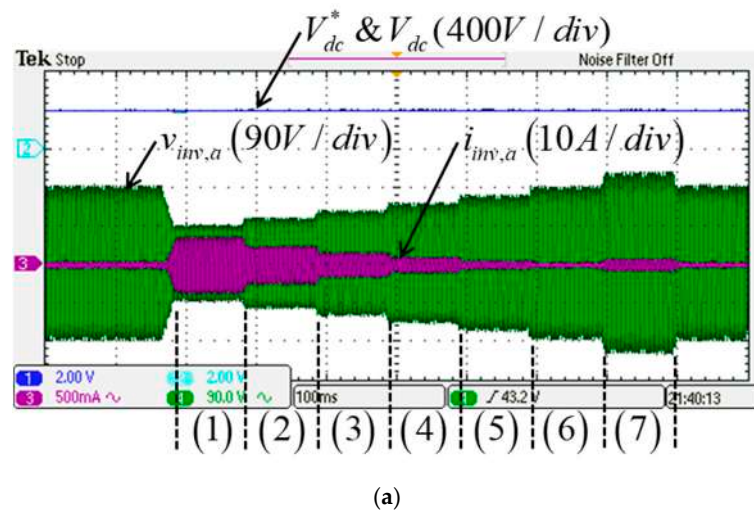 V*dc & Vdc (400V / div)
Tek Stop Noise Filter Off
2
vinv,a (90V / div) iinv,a (10A / div)
3
1 2.00 V 2.00 V
3 500mA 90.0 V 100ms 43.2 V 21:40:13
(1) (2) (3) (4) (5) (6) (7)
(a)